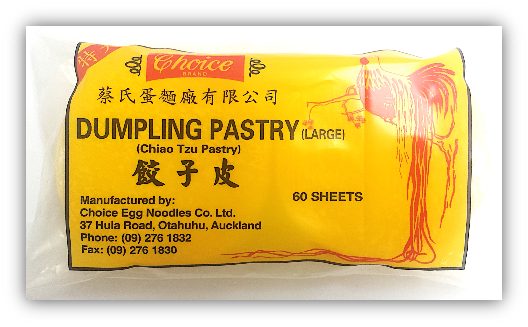 特
Choice
BRAND
蔡氏蛋麵廠有限公司
DUMPLING PASTRY (LARGE)
(Chiao Tzu Pastry)
餃子皮
60 SHEETS
Manufactured by:
Choice Egg Noodles Co. Ltd.
37 Huia Road, Otahuhu, Auckland
Phone: (09) 276 1832
Fax: (09) 276 1830